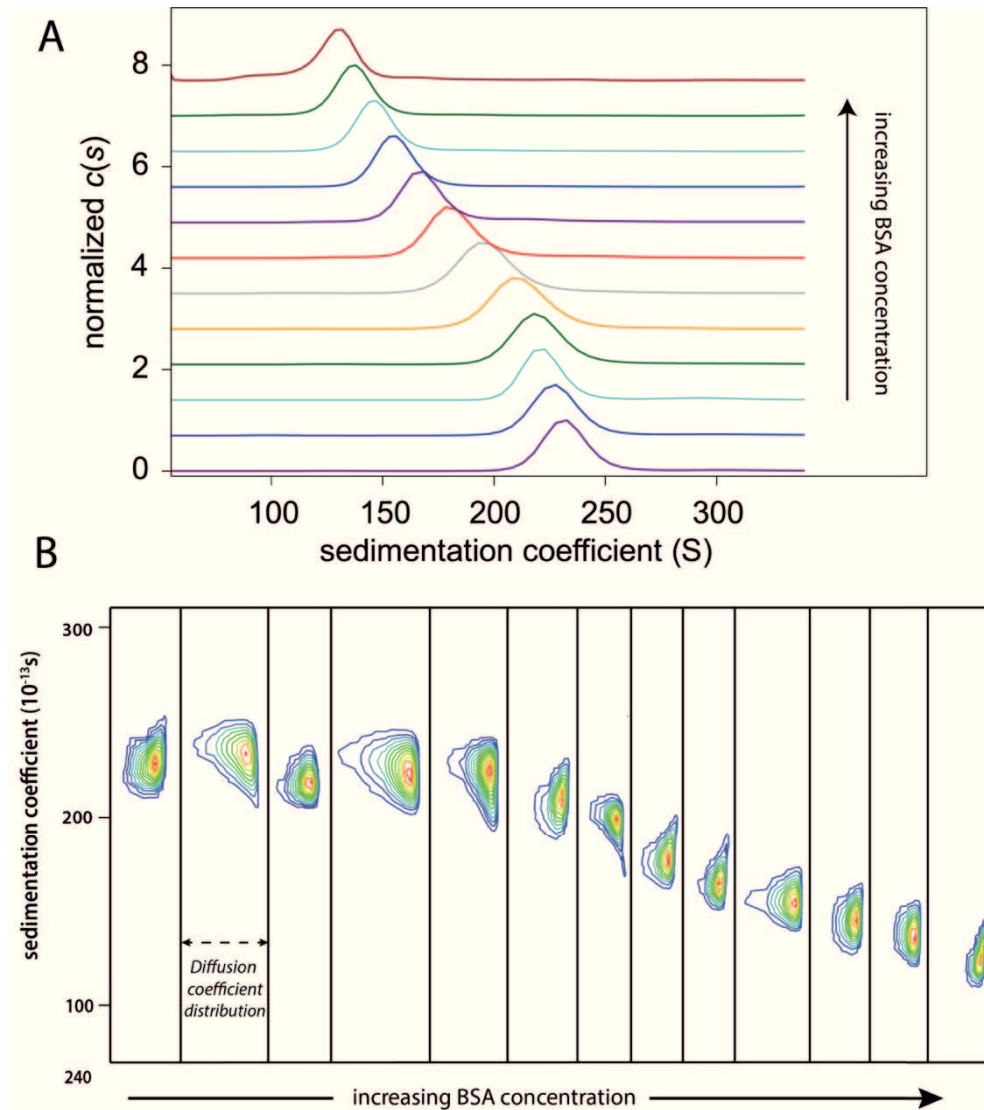 A
8
6
4
2
0
normalized c(s)
increasing BSA concentration
100 150 200 250 300
sedimentation coefficient (S)
B
300
200
100
240
sedimentation coefficient (10⁻¹³s)
Diffusion
coefficient
distribution
increasing BSA concentration